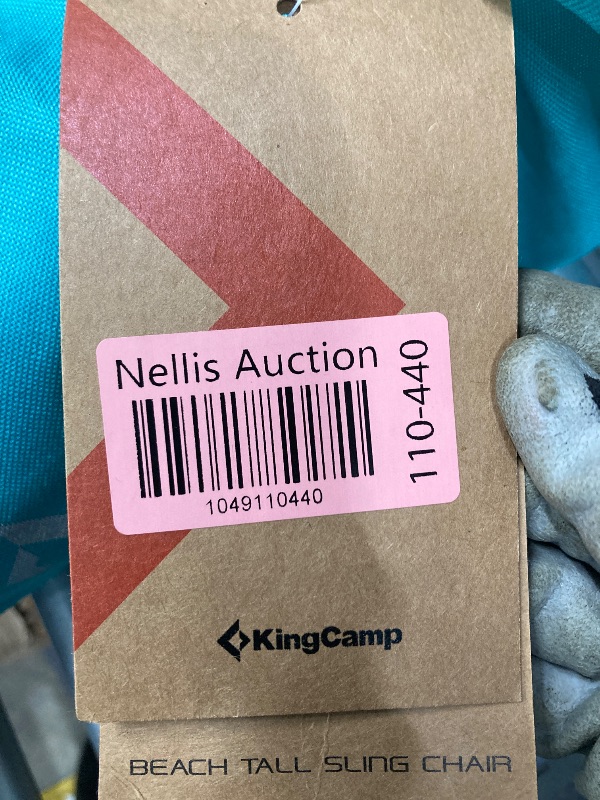 Nellis Auction
110-440
1049110440
KingCamp
BEACH TALL SLING CHAIR